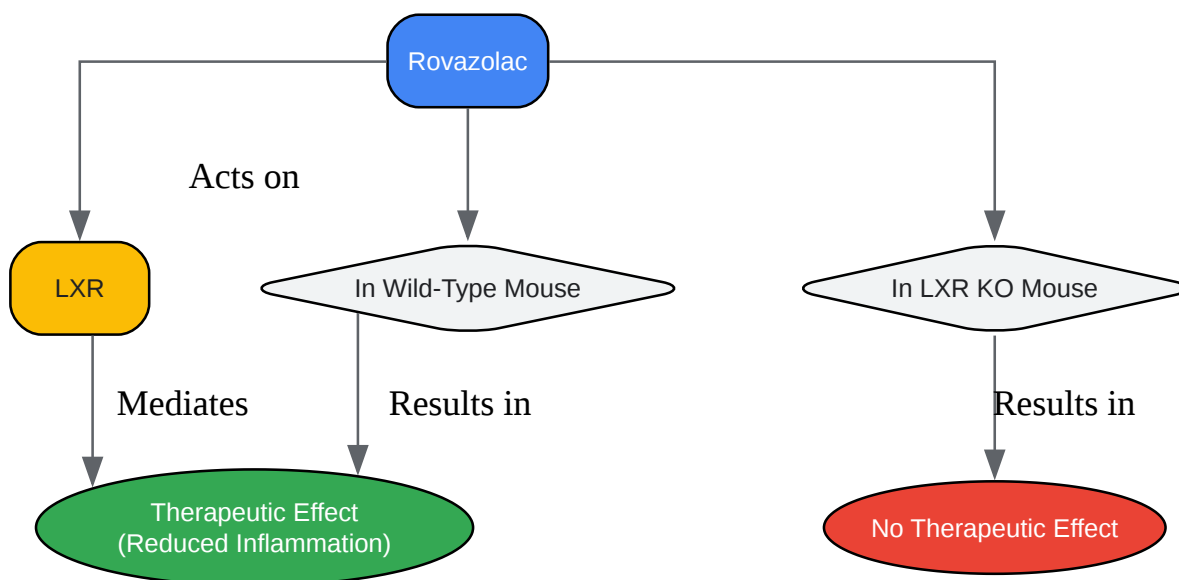 Rovazolac
Acts on
LXR
In Wild-Type Mouse
In LXR KO Mouse
Mediates
Results in
Results in
Therapeutic Effect
(Reduced Inflammation)
No Therapeutic Effect